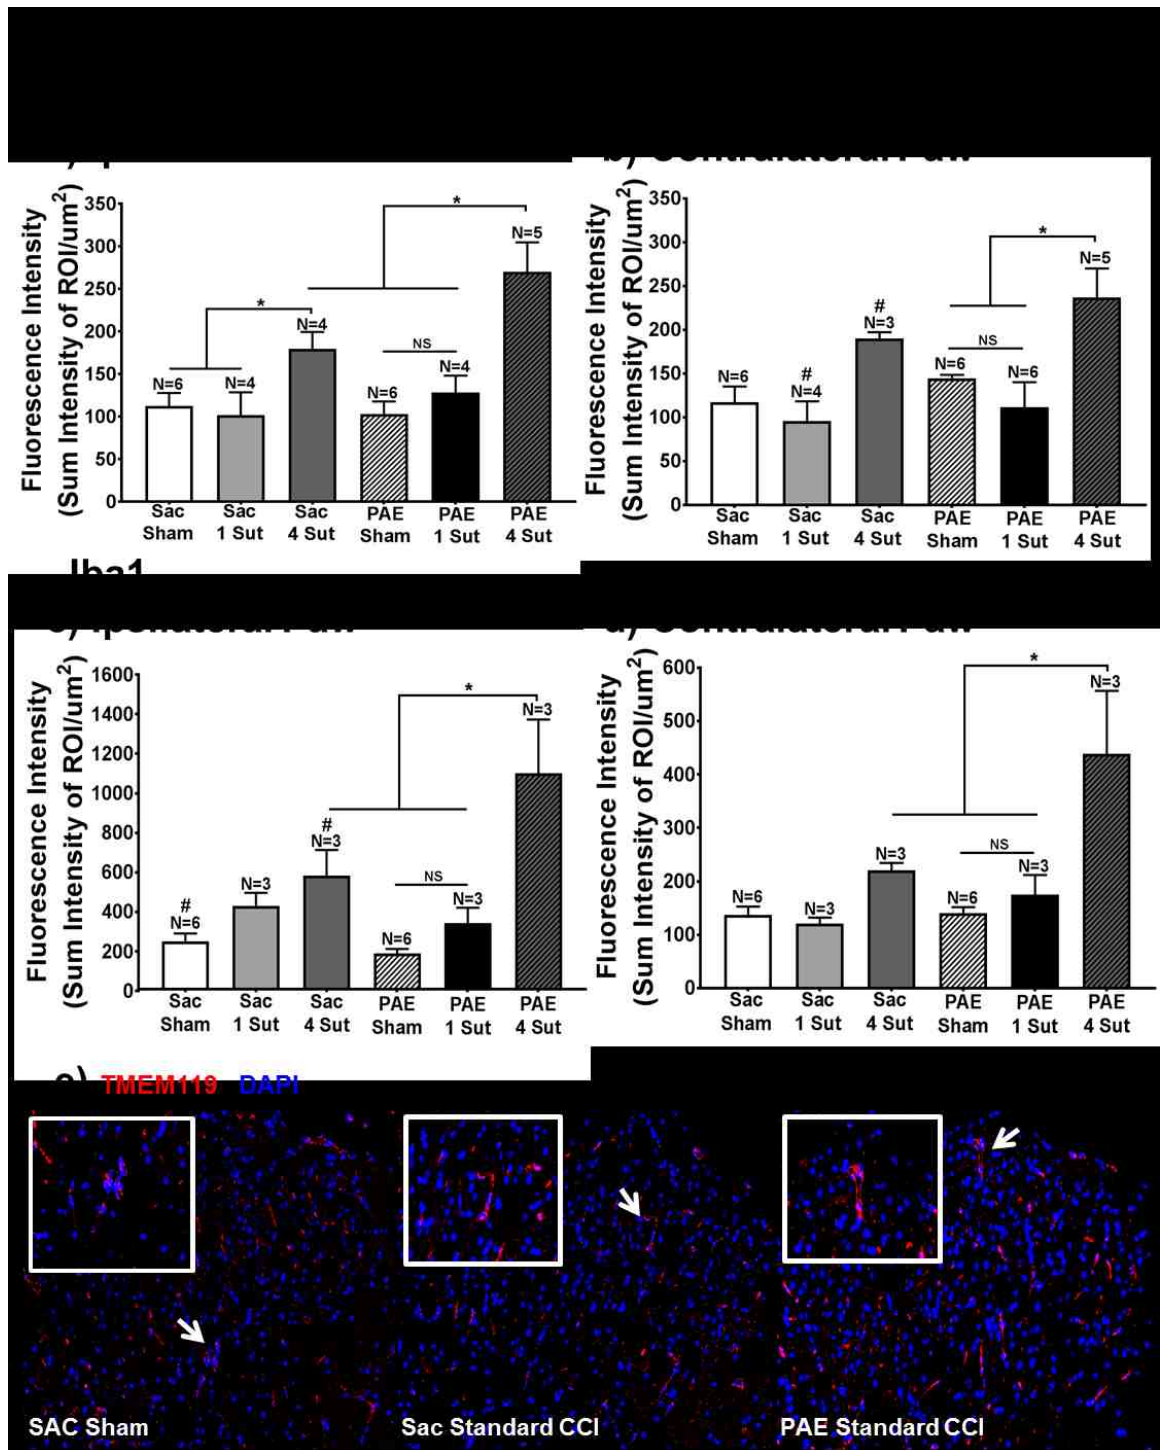 b) Contralateral Paw
Fluorescence Intensity
(Sum Intensity of ROI/um²)
350
300
250
200
150
100
50
0
N=6
N=4
N=4
N=6
N=4
N=5
*
*
NS
Sac Sham
Sac 1 Sut
Sac 4 Sut
PAE Sham
PAE 1 Sut
PAE 4 Sut
Fluorescence Intensity
(Sum Intensity of ROI/um²)
350
300
250
200
150
100
50
0
N=6
#
N=4
#
N=3
N=6
N=6
N=5
*
NS
Sac Sham
Sac 1 Sut
Sac 4 Sut
PAE Sham
PAE 1 Sut
PAE 4 Sut
Iba1
c) Ipsilateral Paw
d) Contralateral Paw
Fluorescence Intensity
(Sum Intensity of ROI/um²)
1600
1400
1200
1000
800
600
400
200
0
#
N=6
N=3
#
N=3
N=6
N=3
N=3
*
NS
Sac Sham
Sac 1 Sut
Sac 4 Sut
PAE Sham
PAE 1 Sut
PAE 4 Sut
Fluorescence Intensity
(Sum Intensity of ROI/um²)
600
500
400
300
200
100
0
N=6
N=3
N=3
N=6
N=3
N=3
*
NS
Sac Sham
Sac 1 Sut
Sac 4 Sut
PAE Sham
PAE 1 Sut
PAE 4 Sut
e) TMEM119 DAPI
SAC Sham
Sac Standard CCI
PAE Standard CCI